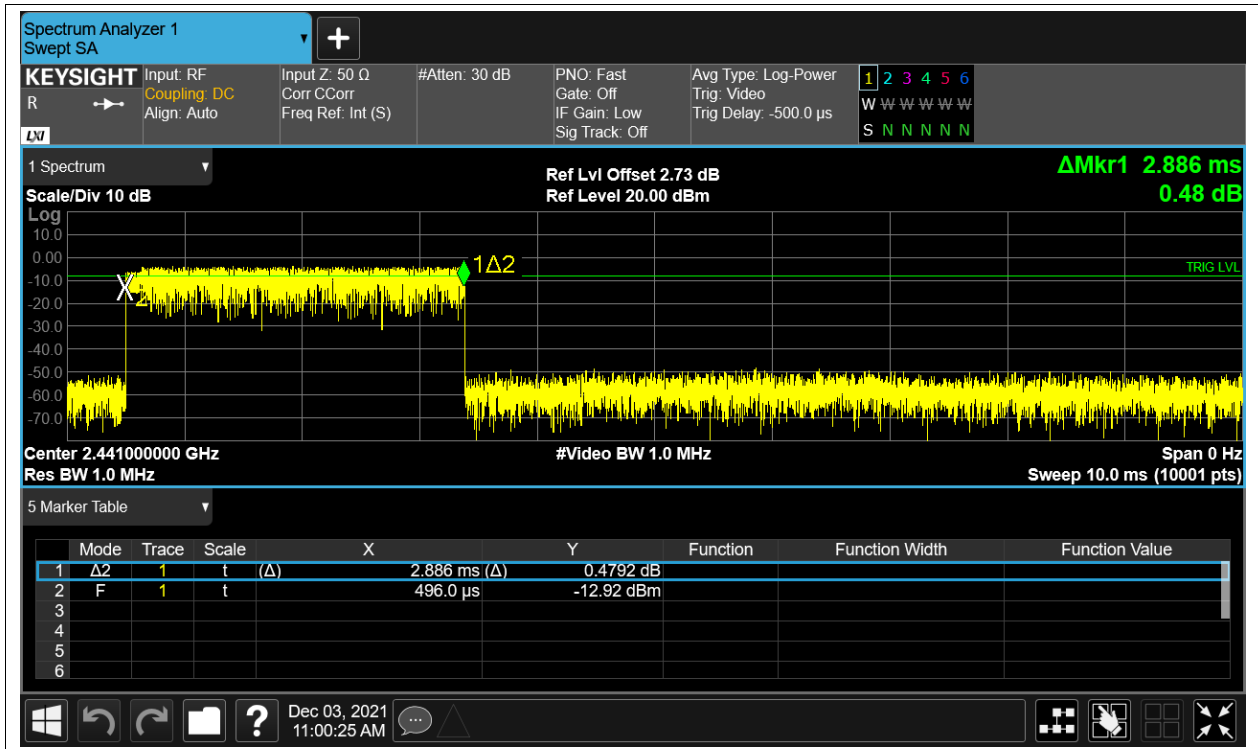 Spectrum Analyzer 1
Swept SA
KEYSIGHT Input: RF Input Z: 50 Ω #Atten: 30 dB PNO: Fast Avg Type: Log-Power 1 2 3 4 5 6
R Coupling: DC Corr CCorr Gate: Off Trig: Video W W W W W W
Align: Auto Freq Ref: Int (S) IF Gain: Low Trig Delay: -500.0 µs
LXI Sig Track: Off S N N N N N
1 Spectrum Ref Lvl Offset 2.73 dB ΔMkr1 2.886 ms
Scale/Div 10 dB Ref Level 20.00 dBm 0.48 dB
Log
10.0
0.00 1Δ2
TRIG LVL
-10.0
X 2
-20.0
-30.0
-40.0
-50.0
-60.0
-70.0
Center 2.441000000 GHz #Video BW 1.0 MHz Span 0 Hz
Res BW 1.0 MHz Sweep 10.0 ms (10001 pts)
5 Marker Table
Mode Trace Scale X Y Function Function Width Function Value
1 Δ2 1 t (Δ) 2.886 ms (Δ) 0.4792 dB
2 F 1 t 496.0 µs -12.92 dBm
3
4
5
6
? Dec 03, 2021
11:00:25 AM